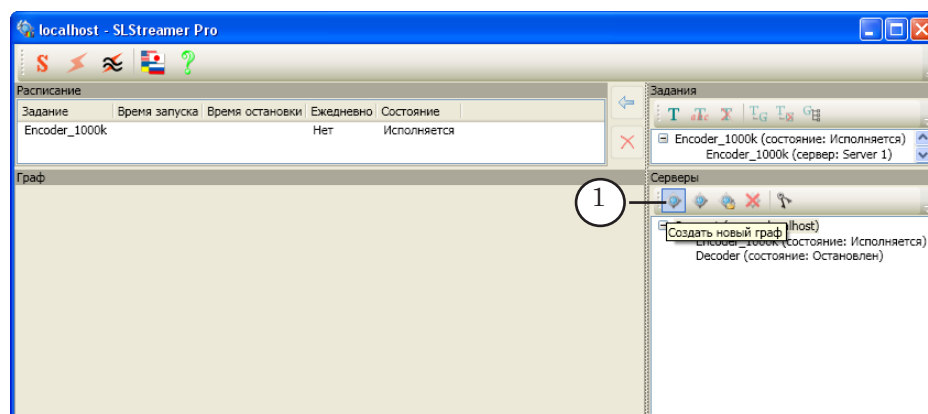 localhost - SLStreamer Pro
Расписание
Задание Время запуска Время остановки Ежедневно Состояние
Encoder_1000k Нет Исполняется
Задания
Encoder_1000k (состояние: Исполняется)
Encoder_1000k (сервер: Server 1)
Граф
1
Серверы
Создать новый граф
Encoder_1000k (состояние: Исполняется)
Decoder (состояние: Остановлен)